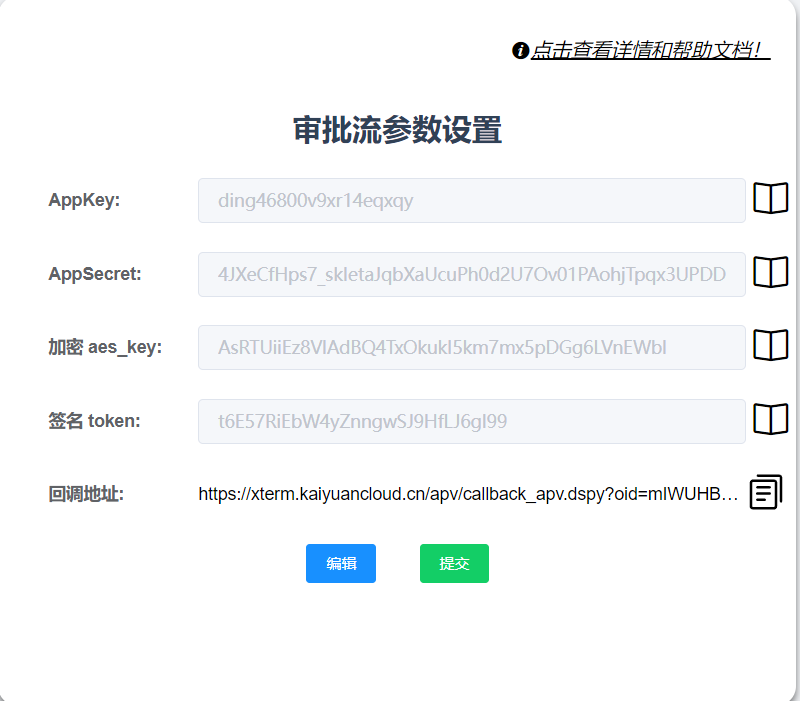 点击查看详情和帮助文档！
审批流参数设置
AppKey:
ding46800v9xr14eqxqy
AppSecret:
4JXeCfHps7_skIetaJqbXaUcuPh0d2U7Ov01PAohjTpqx3UPDD
加密 aes_key:
AsRTUiiEz8VIAdBQ4TxOkukI5km7mx5pDGg6LVnEWbI
签名 token:
t6E57RiEbW4yZnngwSJ9HfLJ6gI99
回调地址:
https://xterm.kaiyuancloud.cn/apv/callback_apv.dspy?oid=mIWUHB...
编辑
提交